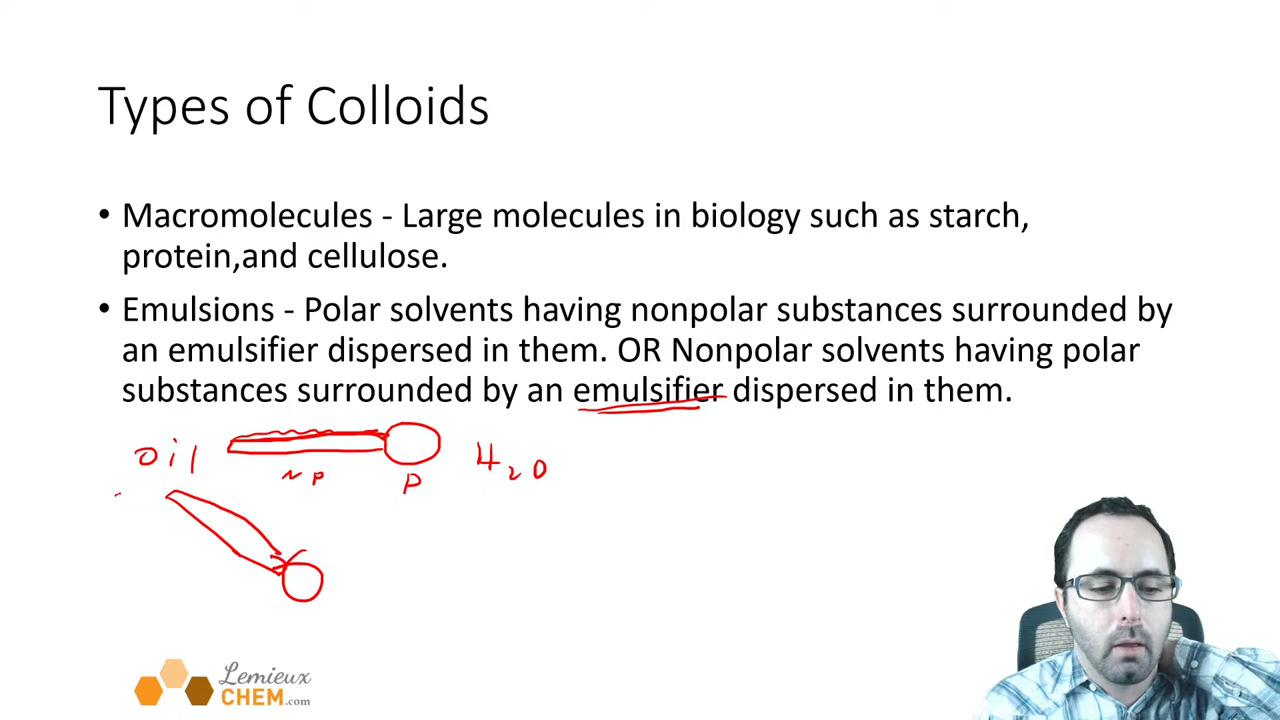 Types of Colloids
• Macromolecules - Large molecules in biology such as starch,
protein,and cellulose.
• Emulsions - Polar solvents having nonpolar substances surrounded by
an emulsifier dispersed in them. OR Nonpolar solvents having polar
substances surrounded by an emulsifier dispersed in them.
oil
NP
P
H2O
Lemieux
CHEM.com